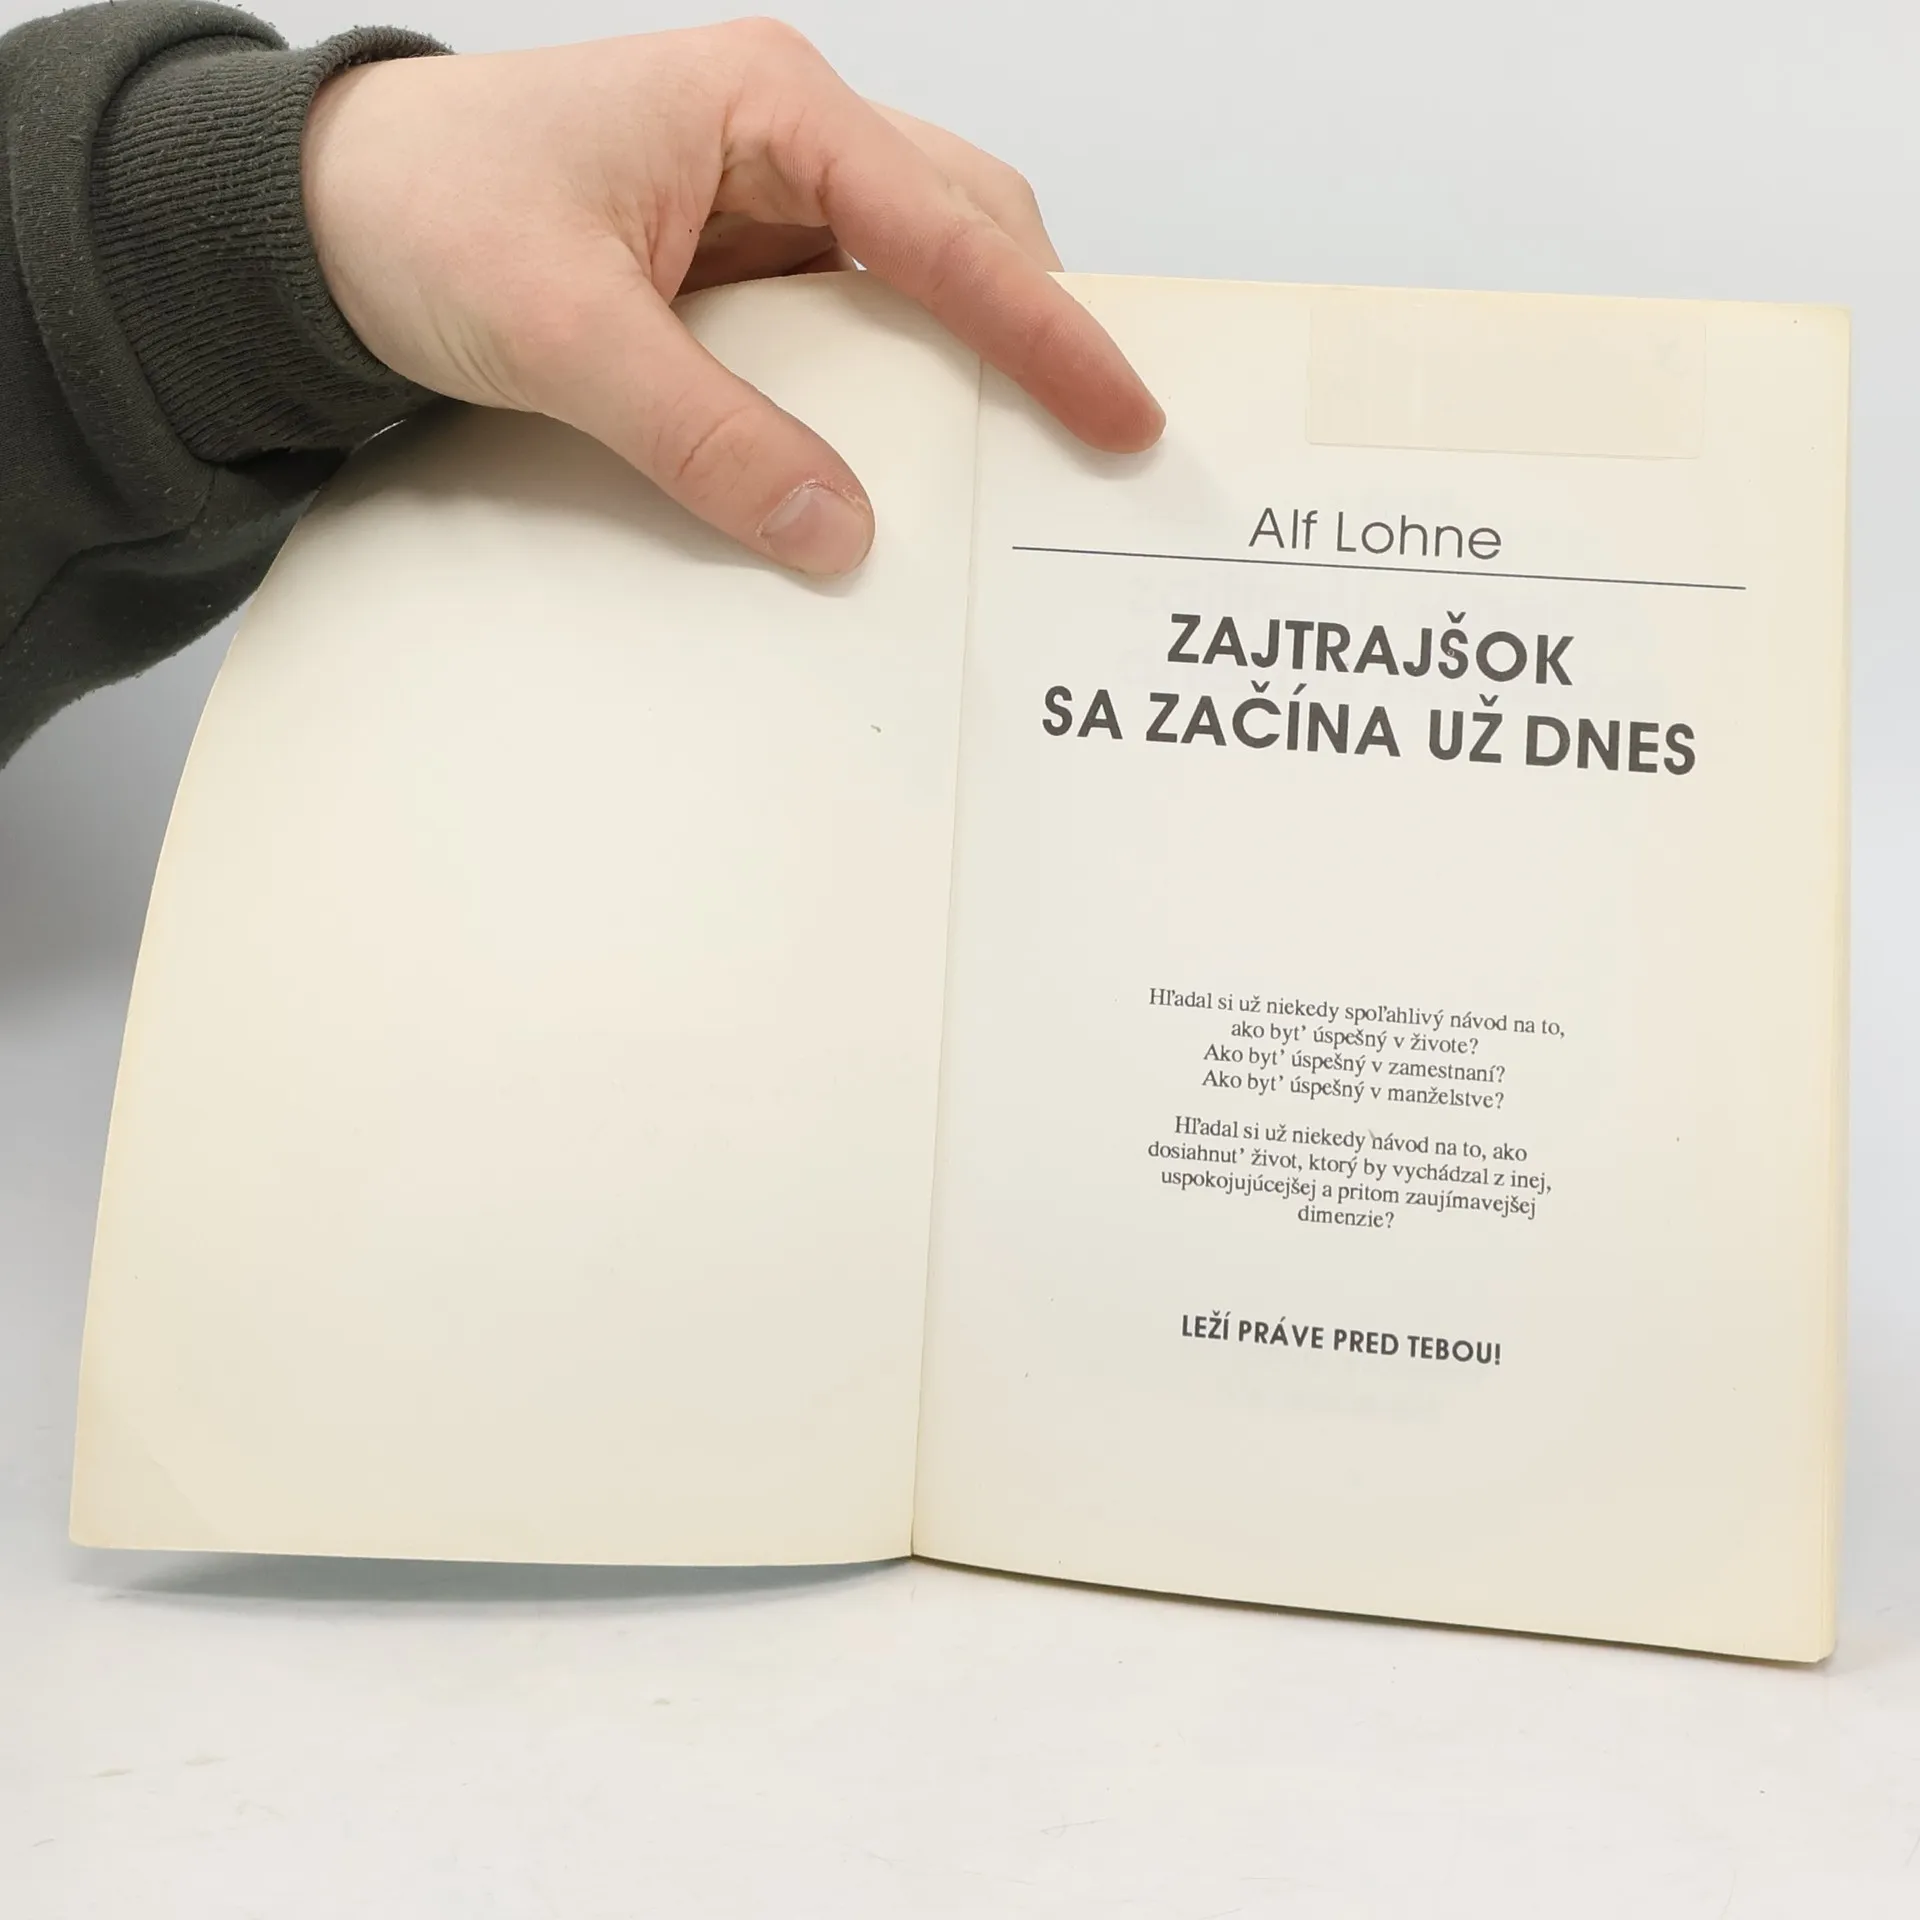 Alf Lohne
ZAJTRAJŠOK
SA ZAČÍNA UŽ DNES
Hľadal si už niekedy spoľahlivý návod na to,
ako byť úspešný v živote?
Ako byť úspešný v zamestnaní?
Ako byť úspešný v manželstve?
Hľadal si už niekedy návod na to, ako
dosiahnuť život, ktorý by vychádzal z inej,
uspokojujúcejšej a pritom zaujímavejšej
dimenzie?
LEŽÍ PRÁVE PRED TEBOU!